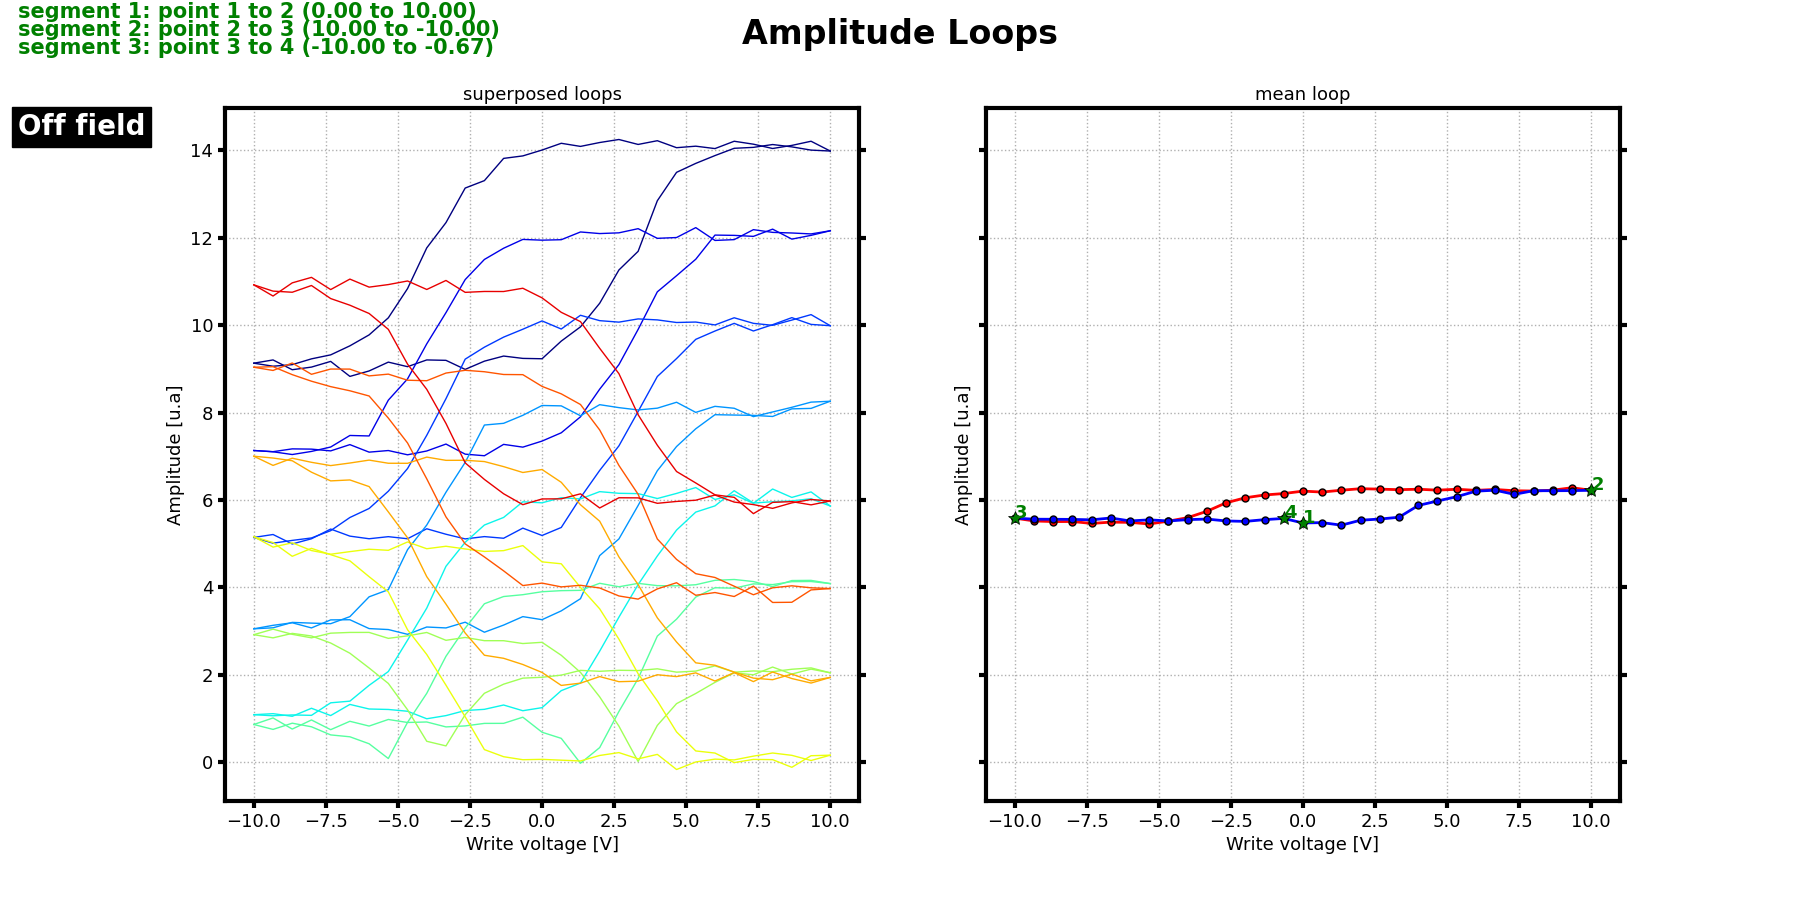 segment 1: point 1 to 2 (0.00 to 10.00)
segment 2: point 2 to 3 (10.00 to -10.00)
segment 3: point 3 to 4 (-10.00 to -0.67)
Amplitude Loops
Off field
superposed loops
14
12
10
8
6
4
2
0
Amplitude [u.a]
−10.0 −7.5 −5.0 −2.5 0.0 2.5 5.0 7.5 10.0
Write voltage [V]
mean loop
Amplitude [u.a]
3
4
1
2
−10.0 −7.5 −5.0 −2.5 0.0 2.5 5.0 7.5 10.0
Write voltage [V]